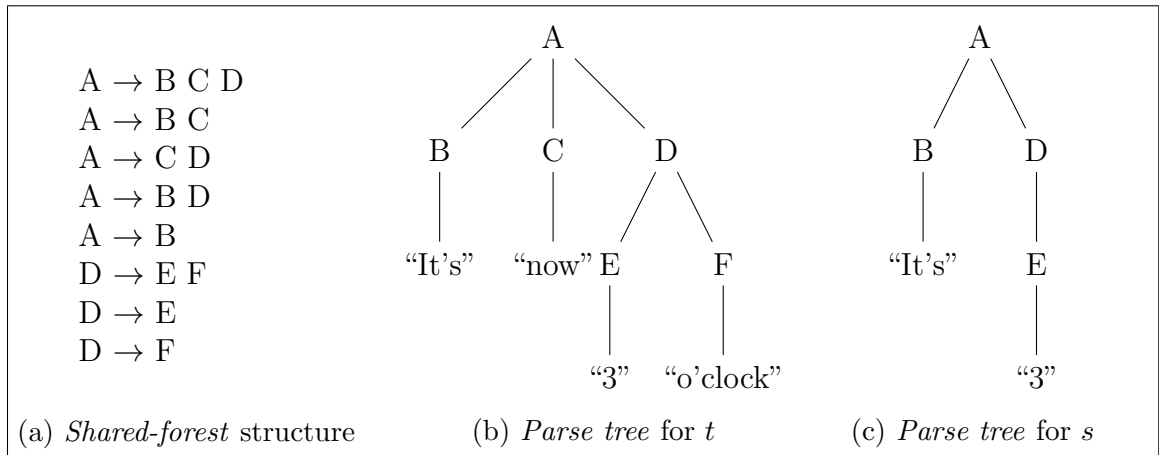 A → B C D
A → B C
A → C D
A → B D
A → B
D → E F
D → E
D → F
(a) Shared-forest structure
A
B C D
“It's” “now” E F
“3” “o'clock”
(b) Parse tree for t
A
B D
“It's” E
“3”
(c) Parse tree for s